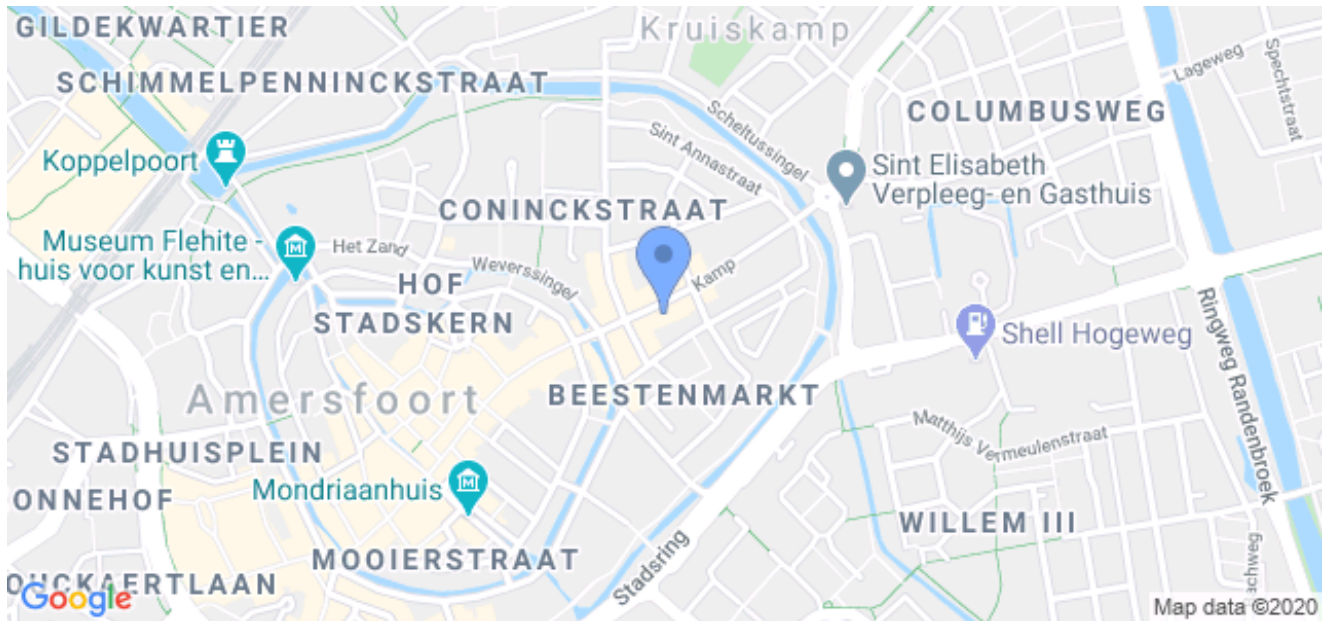 GILDEKWARTIER
Kruiskamp
Lageweg
Spechtstraat
SCHIMMELPENNINCKSTRAAT
Scheltussingel
COLUMBUSWEG
Koppelpoort
Sint Annastraat
Sint Elisabeth
Verpleeg- en Gasthuis
CONINCKSTRAAT
Museum Flehite -
huis voor kunst en...
Het Zand
Weverssingel
Kamp
HOF
STADSKERN
Shell Hogeweg
Ringweg Randenbroek
Amersfoort
BEESTENMARKT
Matthijs Vermeulenstraat
STADHUISPLEIN
Mondriaanhuis
ONNEHOF
WILLEM III
MOOIERSTRAAT
Stadsring
OUCKAERTLAAN
Google
Map data ©2020